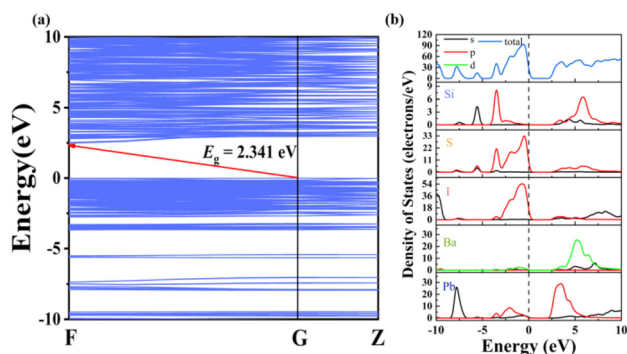 (a)
10
5
0
-5
-10
Energy(eV)
E_g = 2.341 eV
F
G
Z
(b)
s
p
d
total
120
90
60
30
0
Si
9
6
3
0
S
33
22
11
0
I
54
36
18
0
Ba
30
20
10
0
Pb
30
20
10
0
Density of States (electrons/eV)
-10
-5
0
5
10
Energy (eV)